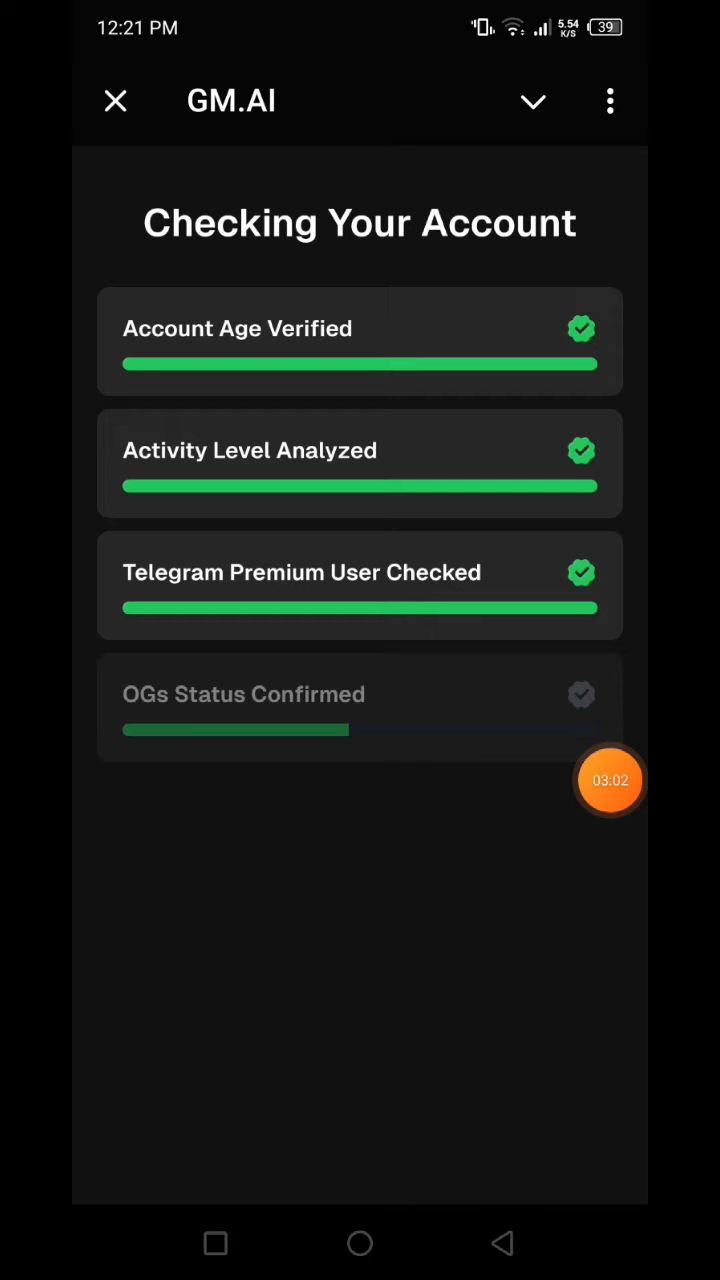 12:21 PM
5.54
K/S
39
GM.AI
Checking Your Account
Account Age Verified
Activity Level Analyzed
Telegram Premium User Checked
OGs Status Confirmed
03:02